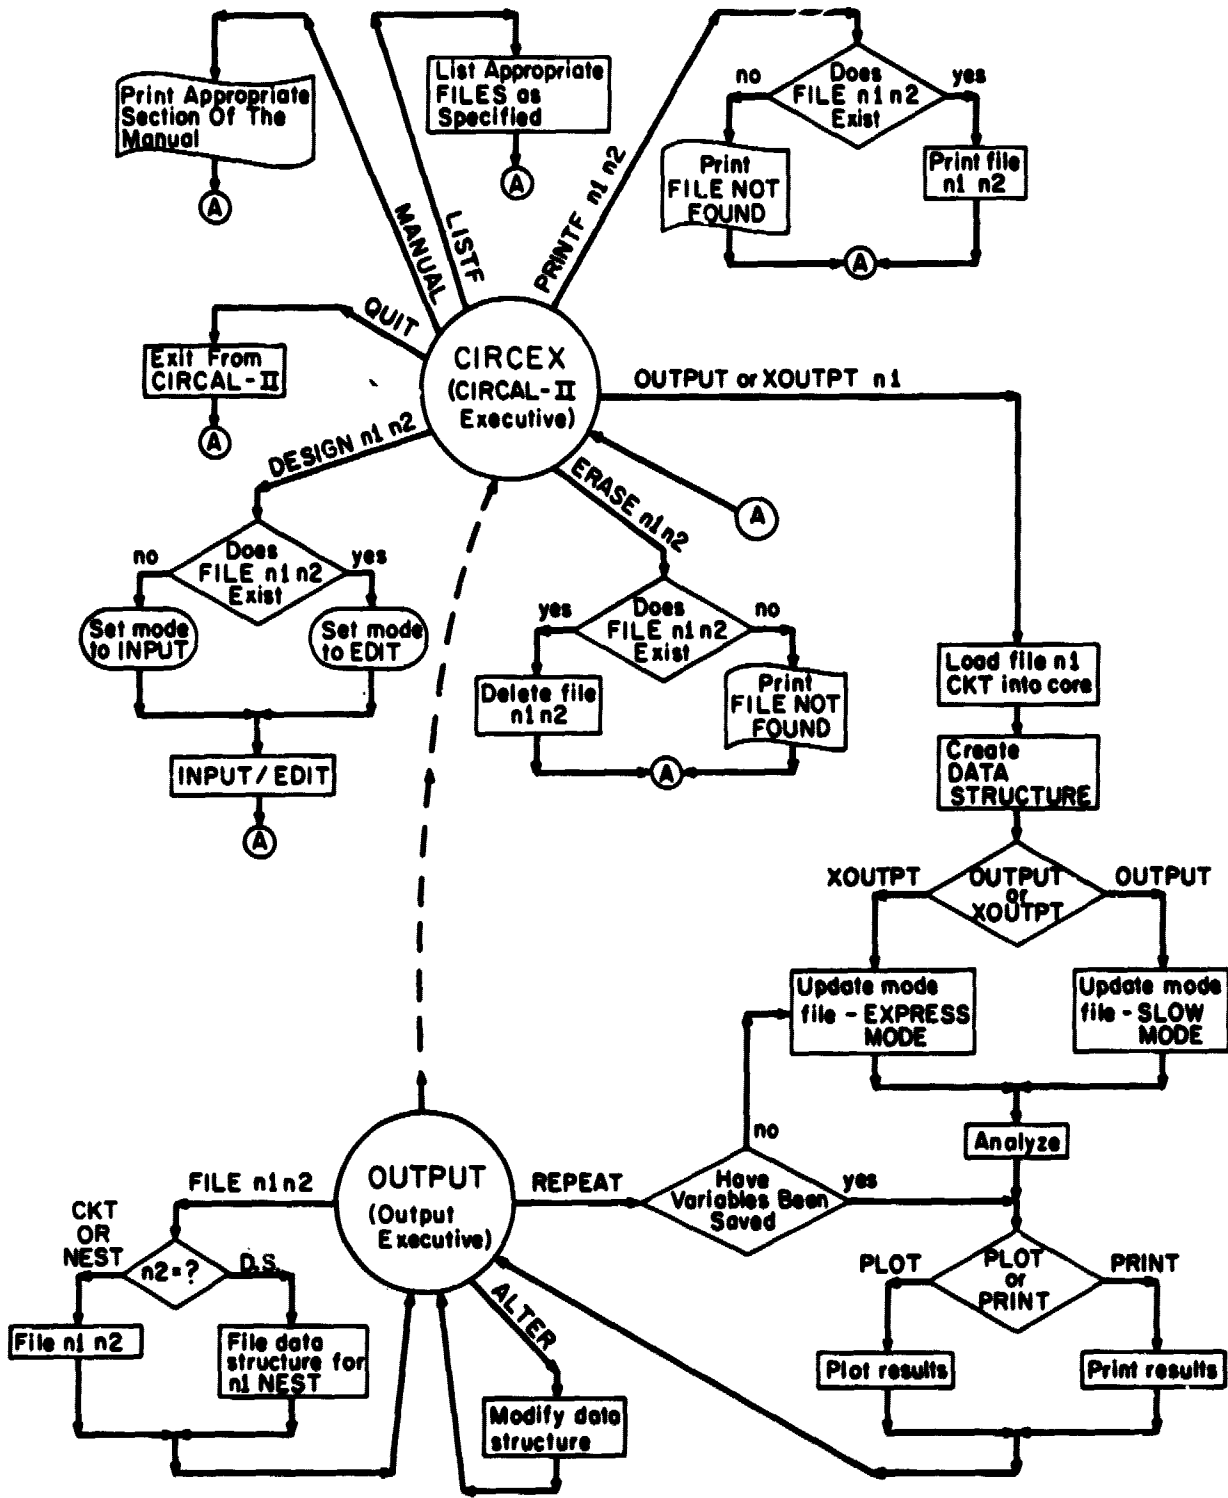 Print Appropriate
Section Of The
Manual
A
List Appropriate
FILES as
Specified
A
no
Does
FILE n1 n2
Exist
yes
Print
FILE NOT
FOUND
Print file
n1 n2
A
MANUAL
LISTF
PRINTF n1 n2
QUIT
Exit From
CIRCAL-II
A
CIRCEX
(CIRCAL-II
Executive)
OUTPUT or XOUTPT n1
DESIGN n1 n2
ERASE n1 n2
A
no
Does
FILE n1 n2
Exist
yes
Set mode
to INPUT
Set mode
to EDIT
INPUT / EDIT
A
yes
Does
FILE n1 n2
Exist
no
Delete file
n1 n2
Print
FILE NOT
FOUND
A
Load file n1
CKT into core
Create
DATA
STRUCTURE
XOUTPT
OUTPUT
or
XOUTPT
OUTPUT
Update mode
file - EXPRESS
MODE
Update mode
file - SLOW
MODE
Analyze
no
Have
Variables Been
Saved
yes
REPEAT
OUTPUT
(Output
Executive)
FILE n1 n2
CKT
OR
NEST
n2=?
D.S.
File n1 n2
File data
structure for
n1 NEST
ALTER
Modify data
structure
PLOT
PLOT
or
PRINT
PRINT
Plot results
Print results